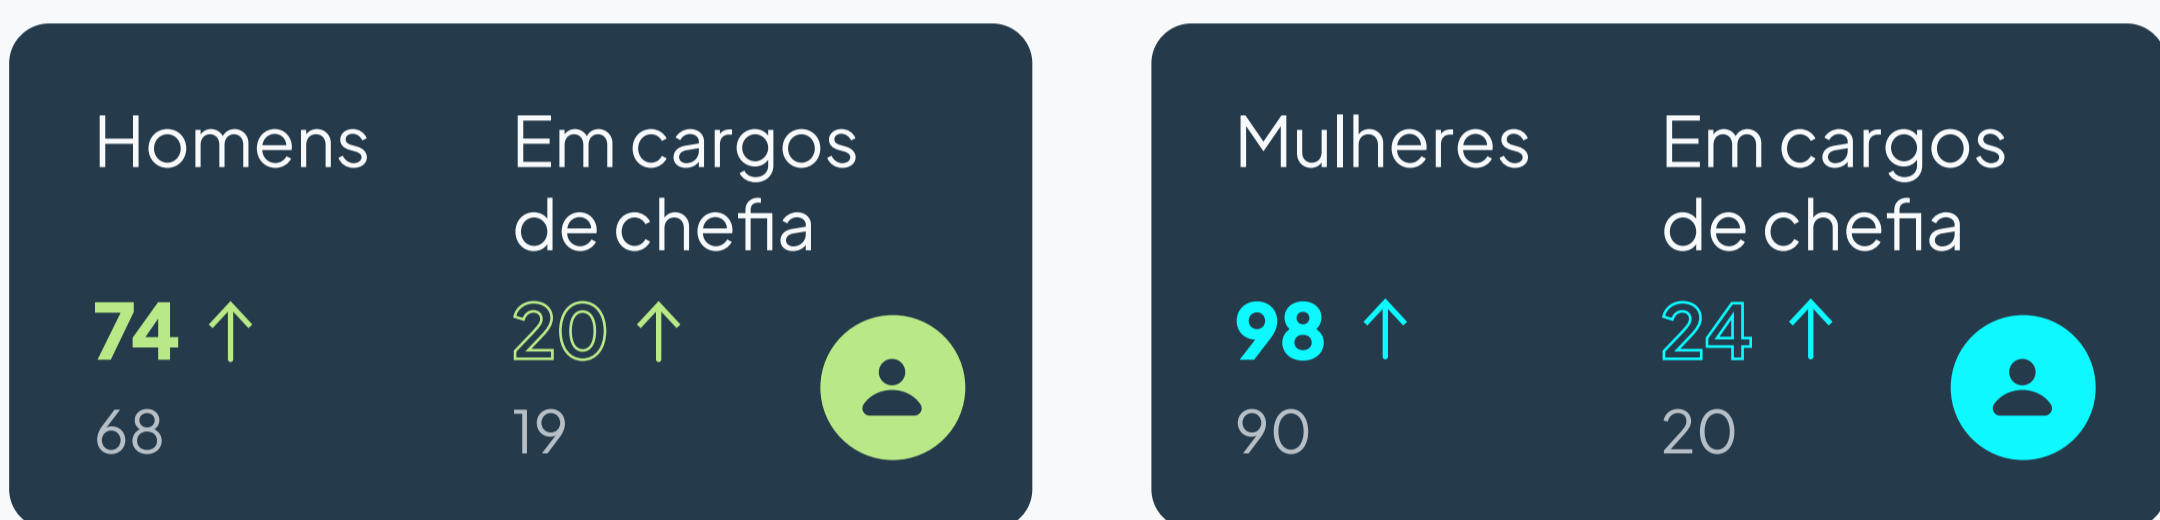 Homens
Em cargos
de chefia
74 ↑
20 ↑
68
19
Mulheres
Em cargos
de chefia
98 ↑
24 ↑
90
20